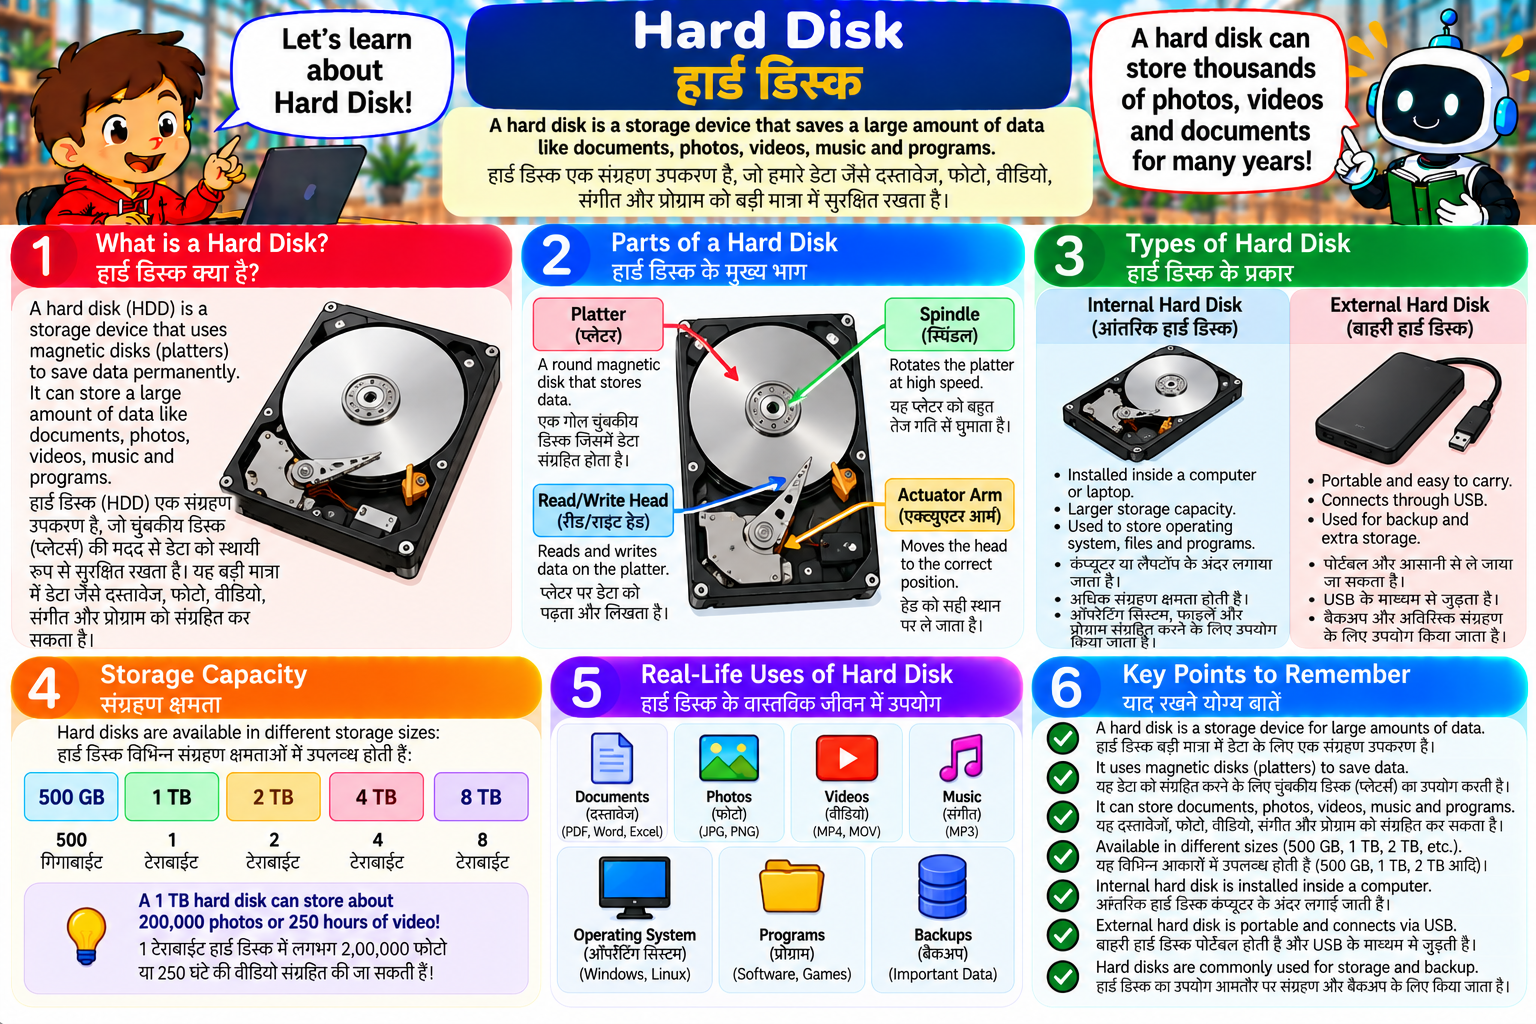 Let's learn
about
Hard Disk!
Hard Disk
हार्ड डिस्क
A hard disk is a storage device that saves a large amount of data
like documents, photos, videos, music and programs.
हार्ड डिस्क एक संग्रहण उपकरण है, जो हमारे डेटा जैसे दस्तावेज, फोटो, वीडियो,
संगीत और प्रोग्राम को बड़ी मात्रा में सुरक्षित रखता है।
A hard disk can
store thousands
of photos, videos
and documents
for many years!
1
What is a Hard Disk?
हार्ड डिस्क क्या है?
A hard disk (HDD) is a
storage device that uses
magnetic disks (platters)
to save data permanently.
It can store a large
amount of data like
documents, photos,
videos, music and
programs.
हार्ड डिस्क (HDD) एक संग्रहण
उपकरण है, जो चुंबकीय डिस्क
(प्लेटर्स) की मदद से डेटा को स्थायी
रूप से सुरक्षित रखता है। यह बड़ी मात्रा
में डेटा जैसे दस्तावेज, फोटो, वीडियो,
संगीत और प्रोग्राम को संग्रहित कर
सकता है।
2
Parts of a Hard Disk
हार्ड डिस्क के मुख्य भाग
Platter
(प्लेटर)
A round magnetic
disk that stores
data.
एक गोल चुंबकीय
डिस्क जिसमें डेटा
संग्रहित होता है।
Spindle
(स्पिंडल)
Rotates the platter
at high speed.
यह प्लेटर को बहुत
तेज गति से घुमाता है।
Read/Write Head
(रीड/राइट हेड)
Reads and writes
data on the platter.
प्लेटर पर डेटा को
पढ़ता और लिखता है।
Actuator Arm
(एक्ट्युएटर आर्म)
Moves the head
to the correct
position.
हेड को सही स्थान
पर ले जाता है।
3
Types of Hard Disk
हार्ड डिस्क के प्रकार
Internal Hard Disk
(आंतरिक हार्ड डिस्क)
• Installed inside a computer
or laptop.
• Larger storage capacity.
• Used to store operating
system, files and programs.
• कंप्यूटर या लैपटॉप के अंदर लगाया
जाता है।
• अधिक संग्रहण क्षमता होती है।
• ऑपरेटिंग सिस्टम, फाइलें और
प्रोग्राम संग्रहित करने के लिए उपयोग
किया जाता है।
External Hard Disk
(बाहरी हार्ड डिस्क)
• Portable and easy to carry.
• Connects through USB.
• Used for backup and
extra storage.
• पोर्टबल और आसानी से ले जाया
जा सकता है।
• USB के माध्यम से जुड़ता है।
• बैकअप और अविरिस्क संग्रहण
के लिए उपयोग किया जाता है।
4
Storage Capacity
संग्रहण क्षमता
Hard disks are available in different storage sizes:
हार्ड डिस्क विभिन्न संग्रहण क्षमताओं में उपलब्ध होती हैं:
500 GB
1 TB
2 TB
4 TB
8 TB
500
गिगाबाईट
1
टेराबाईट
2
टेराबाईट
4
टेराबाईट
8
टेराबाईट
A 1 TB hard disk can store about
200,000 photos or 250 hours of video!
1 टेराबाईट हार्ड डिस्क में लगभग 2,00,000 फोटो
या 250 घंटे की वीडियो संग्रहित की जा सकती हैं!
5
Real-Life Uses of Hard Disk
हार्ड डिस्क के वास्तविक जीवन में उपयोग
Documents
(दस्तावेज)
(PDF, Word, Excel)
Photos
(फोटो)
(JPG, PNG)
Videos
(वीडियो)
(MP4, MOV)
Music
(संगीत)
(MP3)
Operating System
(ऑपरेंटिंग सिस्टम)
(Windows, Linux)
Programs
(प्रोग्राम)
(Software, Games)
Backups
(बैकअप)
(Important Data)
6
Key Points to Remember
याद रखने योग्य बातें
A hard disk is a storage device for large amounts of data.
हार्ड डिस्क बड़ी मात्रा में डेटा के लिए एक संग्रहण उपकरण है।
It uses magnetic disks (platters) to save data.
यह डेटा को संग्रहित करने के लिए चुंबकीय डिस्क (प्लेटर्स) का उपयोग करती है।
It can store documents, photos, videos, music and programs.
यह दस्तावेजों, फोटो, वीडियो, संगीत और प्रोग्राम को संग्रहित कर सकता है।
Available in different sizes (500 GB, 1 TB, 2 TB, etc.).
यह विभिन्न आकारों में उपलब्ध होती है (500 GB, 1 TB, 2 TB आदि)।
Internal hard disk is installed inside a computer.
आंतरिक हार्ड डिस्क कंप्यूटर के अंदर लगाई जाती है।
External hard disk is portable and connects via USB.
बाहरी हार्ड डिस्क पोर्टेबल होती है और USB के माध्यम मे जुड़ती है।
Hard disks are commonly used for storage and backup.
हार्ड डिस्क का उपयोग आमतौर पर संग्रहण और बैकअप के लिए किया जाता है।